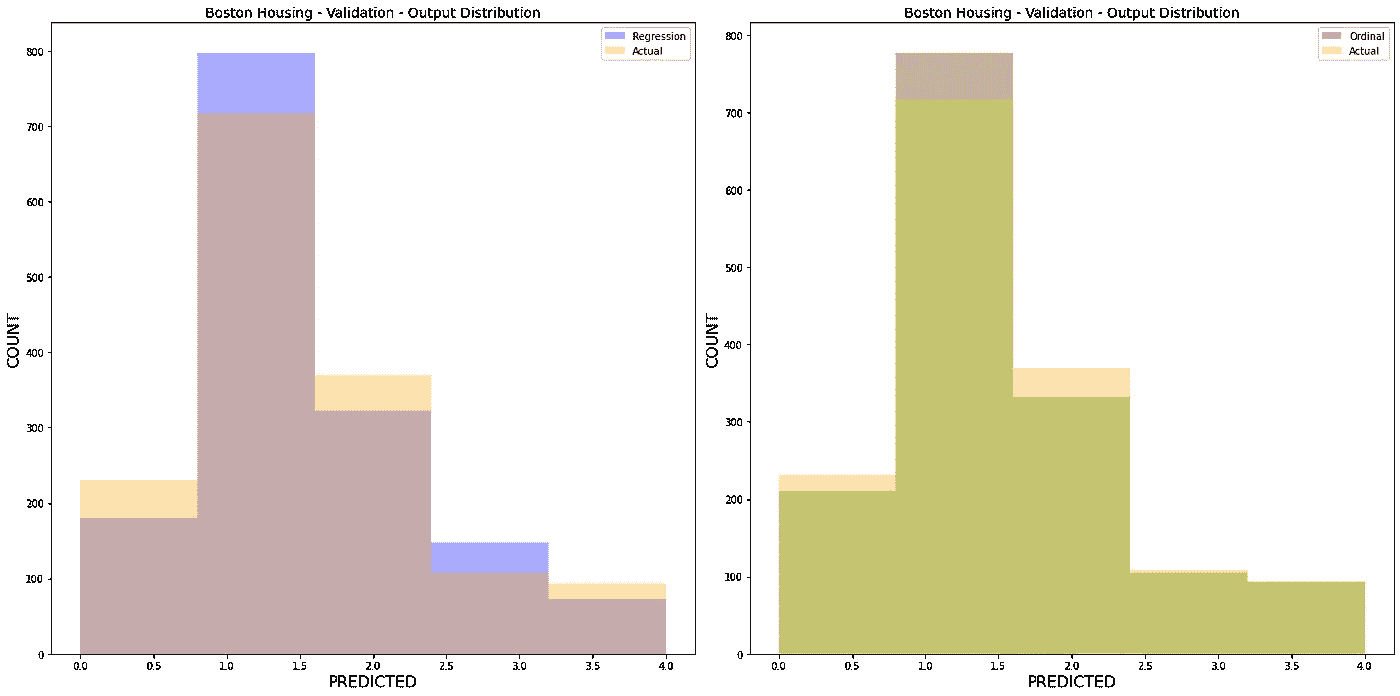 Boston Housing - Validation - Output Distribution
Regression
Actual
800
700
600
500
400
300
200
100
0
COUNT
0.0 0.5 1.0 1.5 2.0 2.5 3.0 3.5 4.0
PREDICTED
Boston Housing - Validation - Output Distribution
Ordinal
Actual
800
700
600
500
400
300
200
100
0
COUNT
0.0 0.5 1.0 1.5 2.0 2.5 3.0 3.5 4.0
PREDICTED